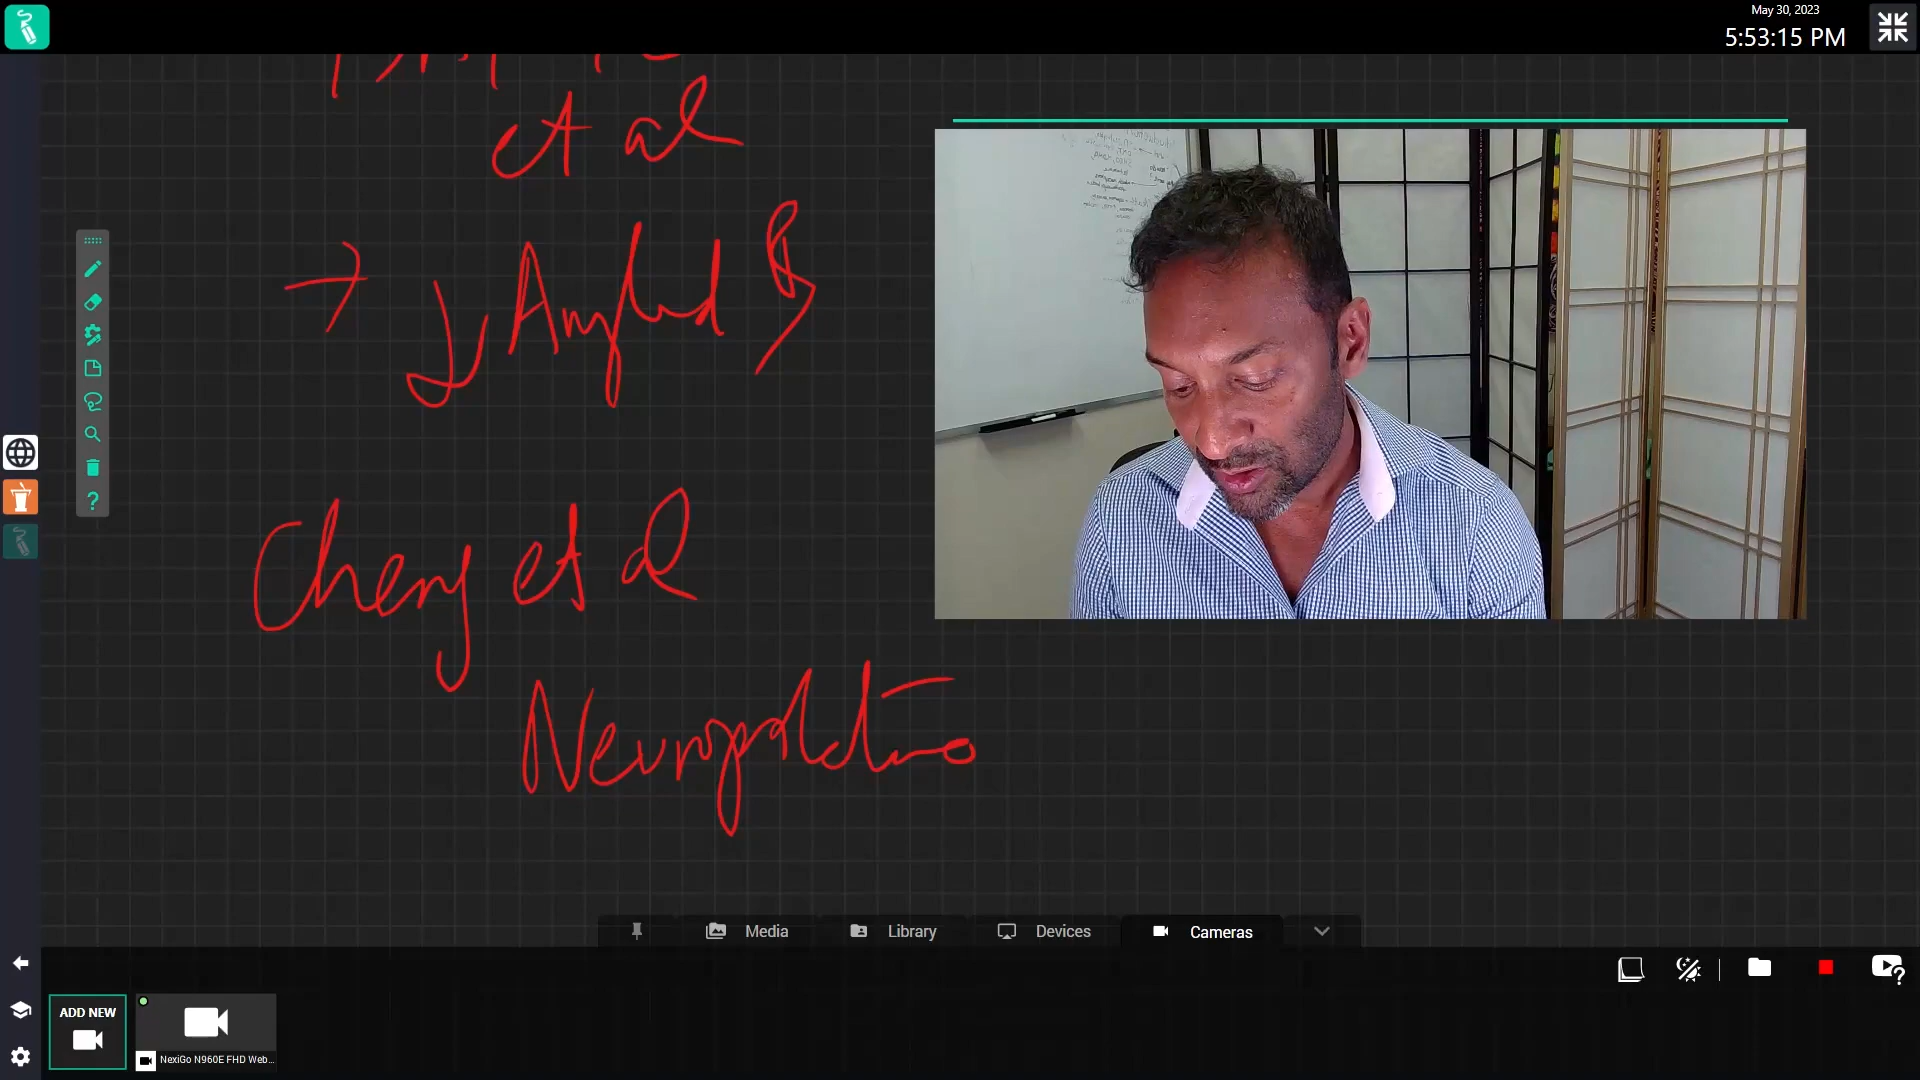 May 30, 2023
5:53:15 PM
et al
→ ↓ Amyloid β
Cheng et al
Neuroprotective
?
Media
Library
Devices
Cameras
ADD NEW
NexiGo N960E FHD Web...